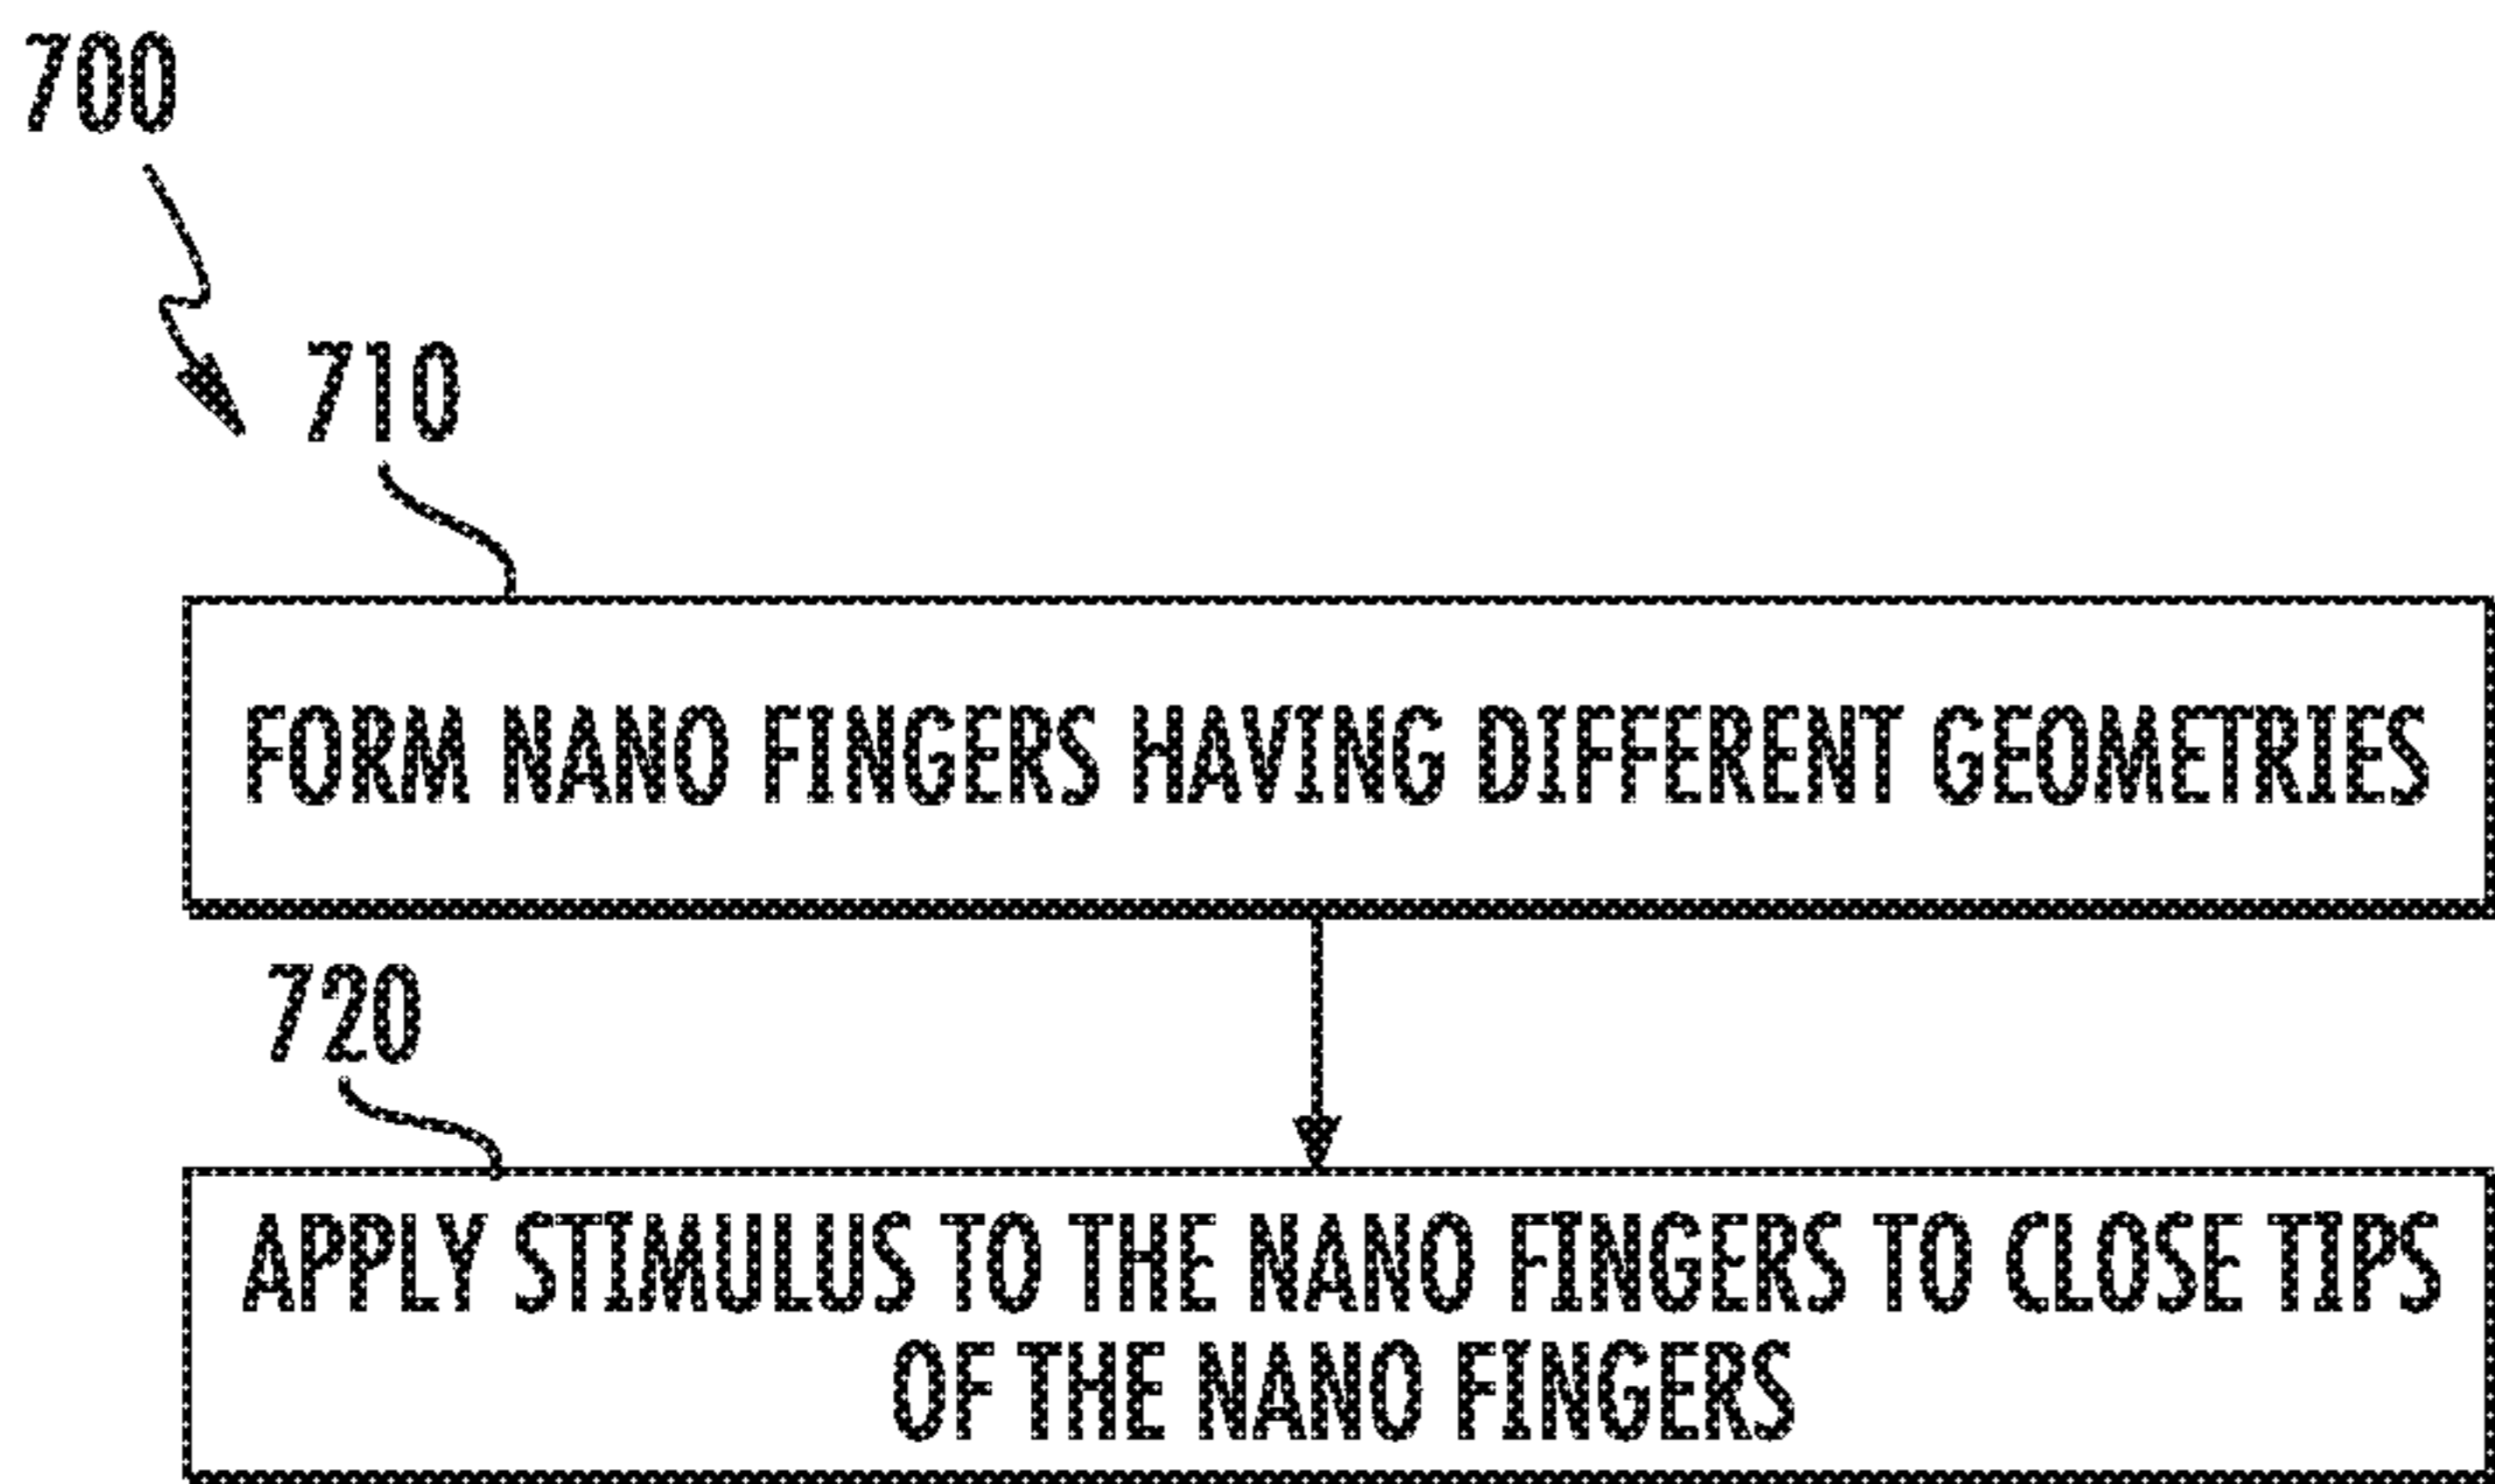 700
710
FORM NANO FINGERS HAVING DIFFERENT GEOMETRIES
720
APPLY STIMULUS TO THE NANO FINGERS TO CLOSE TIPS
OF THE NANO FINGERS